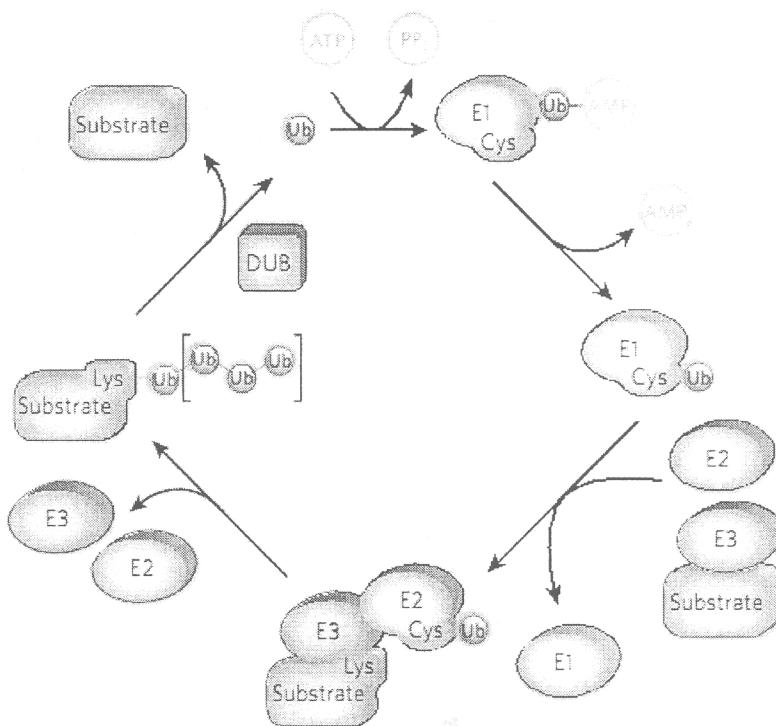 ATP
PPi
Substrate
Ub
E1
Cys
Ub
AMP
AMP
DUB
E1
Cys
Ub
Lys
Substrate
Ub
Ub
Ub
Ub
E2
E3
Substrate
E3
E2
E2
Cys
Ub
E3
Lys
Substrate
E1